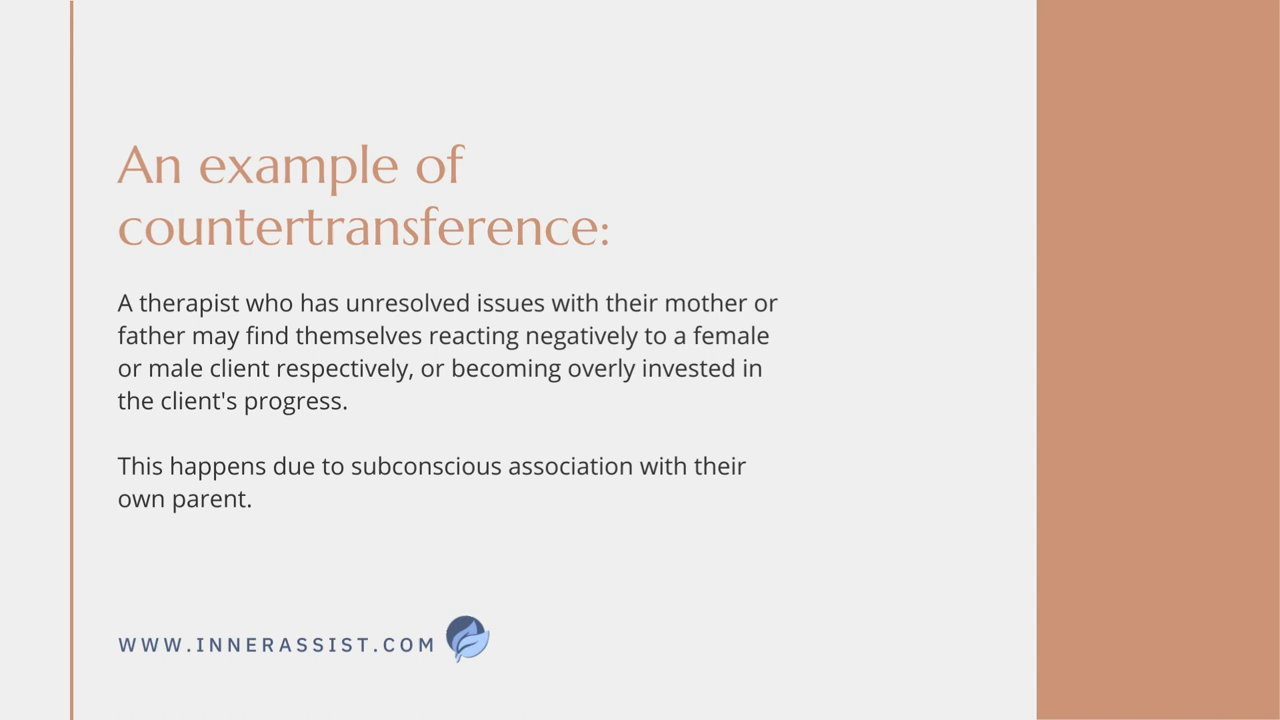 An example of
countertransference:
A therapist who has unresolved issues with their mother or
father may find themselves reacting negatively to a female
or male client respectively, or becoming overly invested in
the client's progress.
This happens due to subconscious association with their
own parent.
WWW.INNERASSIST.COM